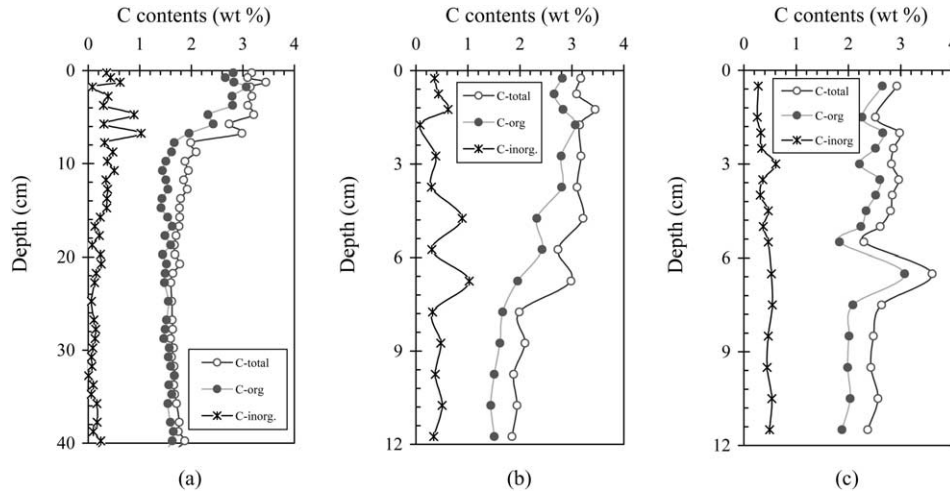 C contents (wt %)
0 1 2 3 4
0
10
20
30
40
Depth (cm)
C-total
C-org
C-inorg.
(a)
C contents (wt %)
0 1 2 3 4
0
3
6
9
12
Depth (cm)
C-total
C-org
C-inorg.
(b)
C contents (wt %)
0 1 2 3
0
3
6
9
12
Depth (cm)
C-total
C-org
C-inorg.
(c)